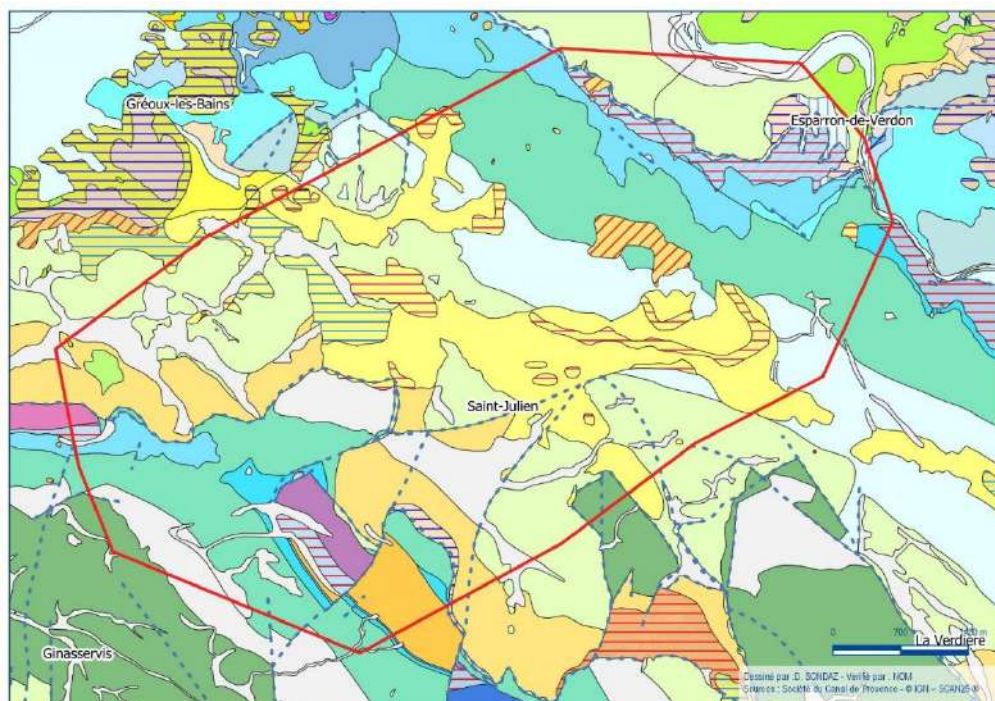 N
Gréoux-les-Bains
Esparron-de-Verdon
Saint-Julien
Ginasservis
La Verdière
0 700 m
Dessiné par : D. SONDAZ - Vérifié par : NOM
Sources : Société du Canal de Provence - © IGN – SCAN25 ®